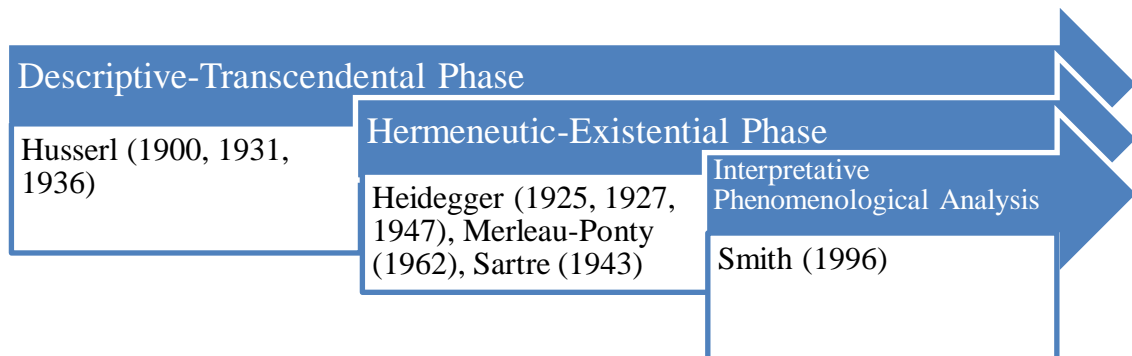 Descriptive-Transcendental Phase
Husserl (1900, 1931,
1936)
Hermeneutic-Existential Phase
Heidegger (1925, 1927,
1947), Merleau-Ponty
(1962), Sartre (1943)
Interpretative
Phenomenological Analysis
Smith (1996)